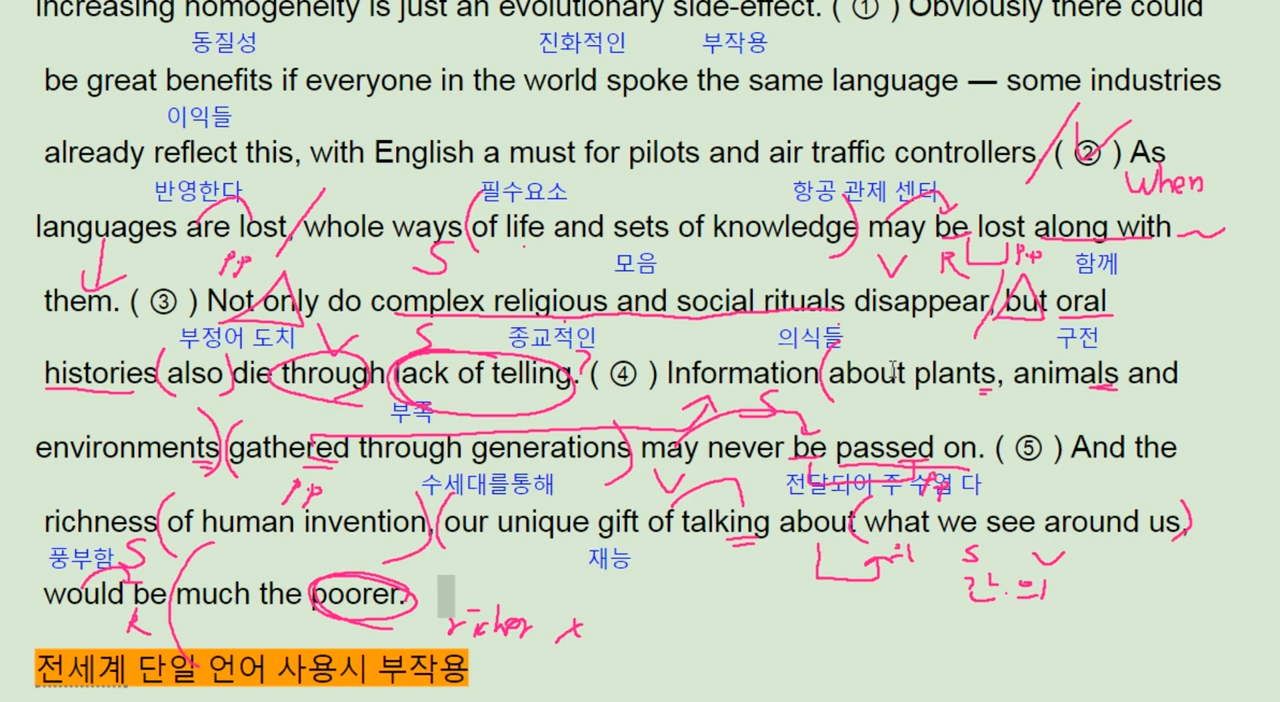 increasing homogeneity is just an evolutionary side-effect. ( ① ) Obviously there could
동질성 진화적인 부작용
be great benefits if everyone in the world spoke the same language — some industries
이익들
already reflect this, with English a must for pilots and air traffic controllers. ( ② ) As
반영한다 필수요소 항공 관제 센터 When
languages are lost, whole ways of life and sets of knowledge may be lost along with
P.P S 모음 V R P.P 함께
them. ( ③ ) Not only do complex religious and social rituals disappear, but oral
부정어 도치 V S 종교적인 의식들 구전
histories also die through lack of telling. ? ( ④ ) Information about plants, animals and
부족 S
environments gathered through generations may never be passed on. ( ⑤ ) And the
P.P 수세대를통해 V 전달되어 주 다 P.P
richness of human invention, our unique gift of talking about what we see around us,
풍부함 S 재능 S V
간.의
would be much the poorer.
R richer X
전세계 단일 언어 사용시 부작용